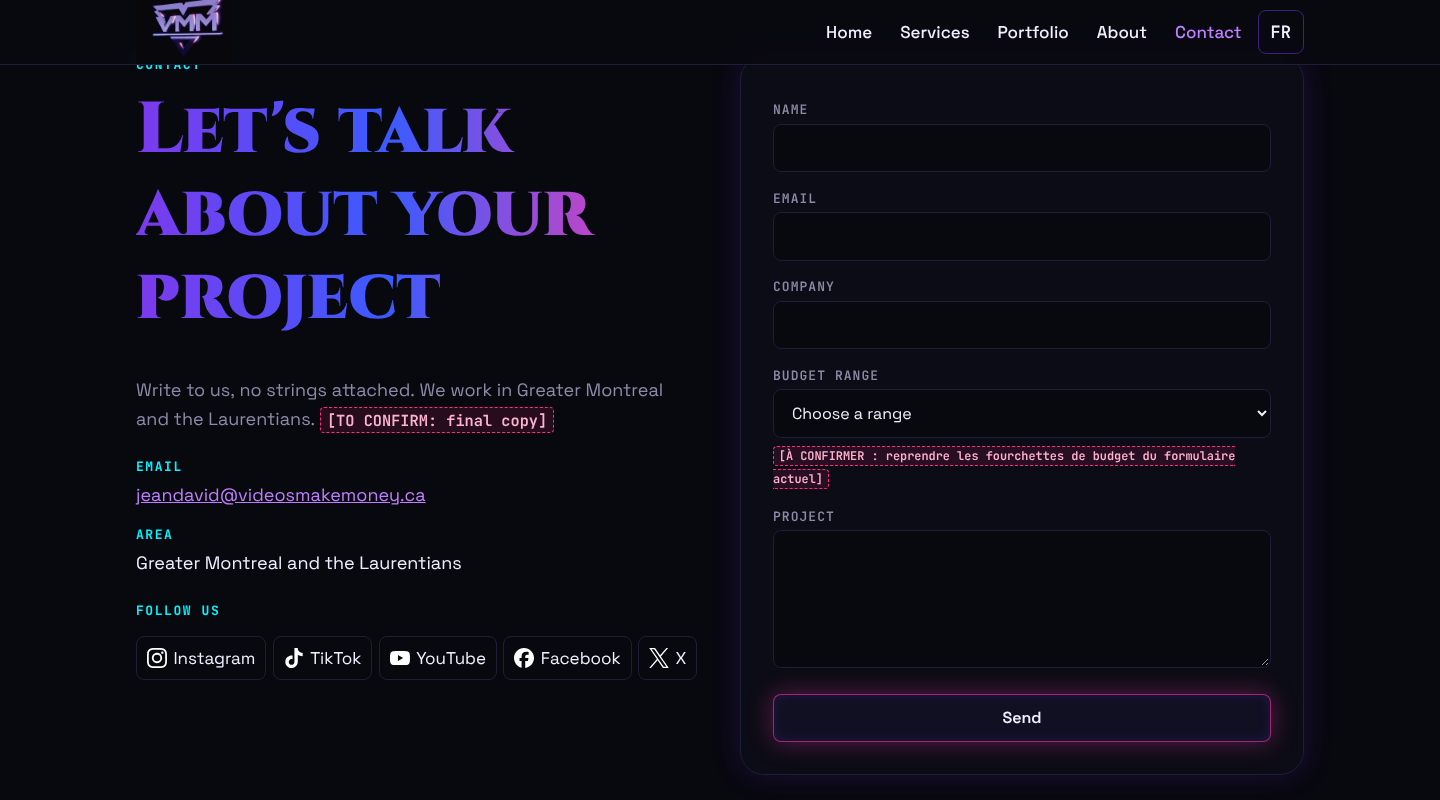 VMM
Home Services Portfolio About Contact FR
CONTACT
LET'S TALK
ABOUT YOUR
PROJECT
Write to us, no strings attached. We work in Greater Montreal
and the Laurentians. [TO CONFIRM: final copy]
EMAIL
jeandavid@videosmakemoney.ca
AREA
Greater Montreal and the Laurentians
FOLLOW US
Instagram TikTok YouTube Facebook X
NAME
EMAIL
COMPANY
BUDGET RANGE
Choose a range
[À CONFIRMER : reprendre les fourchettes de budget du formulaire
actuel]
PROJECT
Send